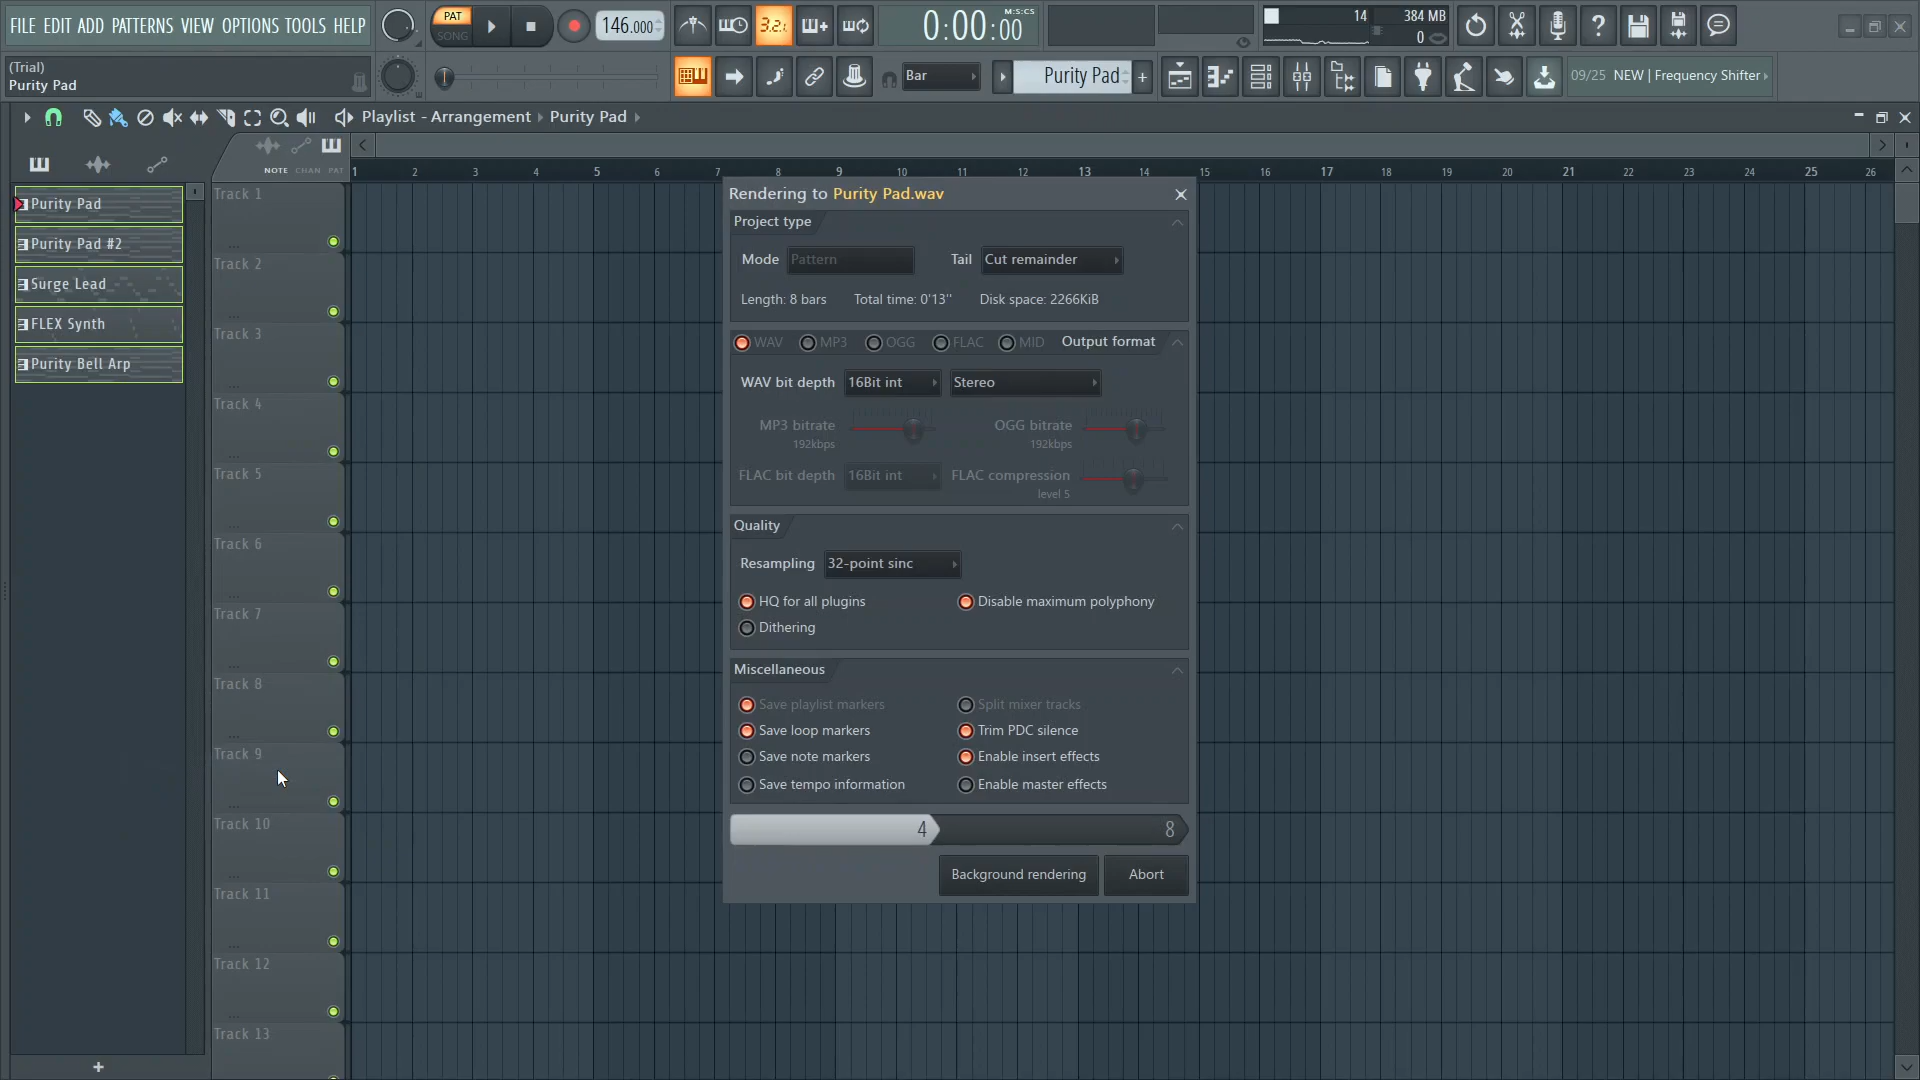 FILE EDIT ADD PATTERNS VIEW OPTIONS TOOLS HELP
PAT
SONG
146.000
3.2.
0:00:00
M:S:CS
14
384 MB
0
(Trial)
Purity Pad
Bar
Purity Pad
09/25 NEW | Frequency Shifter
Playlist - Arrangement › Purity Pad ›
NOTE CHAN PAT
1 2 3 4 5 6 7 8 9 10 11 12 13 14 15 16 17 18 19 20 21 22 23 24 25 26
Purity Pad
Purity Pad #2
Surge Lead
FLEX Synth
Purity Bell Arp
Track 1
Track 2
Track 3
Track 4
Track 5
Track 6
Track 7
Track 8
Track 9
Track 10
Track 11
Track 12
Track 13
Rendering to Purity Pad.wav
Project type
Mode Pattern Tail Cut remainder
Length: 8 bars Total time: 0'13'' Disk space: 2266KiB
WAV MP3 OGG FLAC MID Output format
WAV bit depth 16Bit int Stereo
MP3 bitrate OGG bitrate
192kbps 192kbps
FLAC bit depth 16Bit int FLAC compression
level 5
Quality
Resampling 32-point sinc
HQ for all plugins Disable maximum polyphony
Dithering
Miscellaneous
Save playlist markers Split mixer tracks
Save loop markers Trim PDC silence
Save note markers Enable insert effects
Save tempo information Enable master effects
4 8
Background rendering Abort